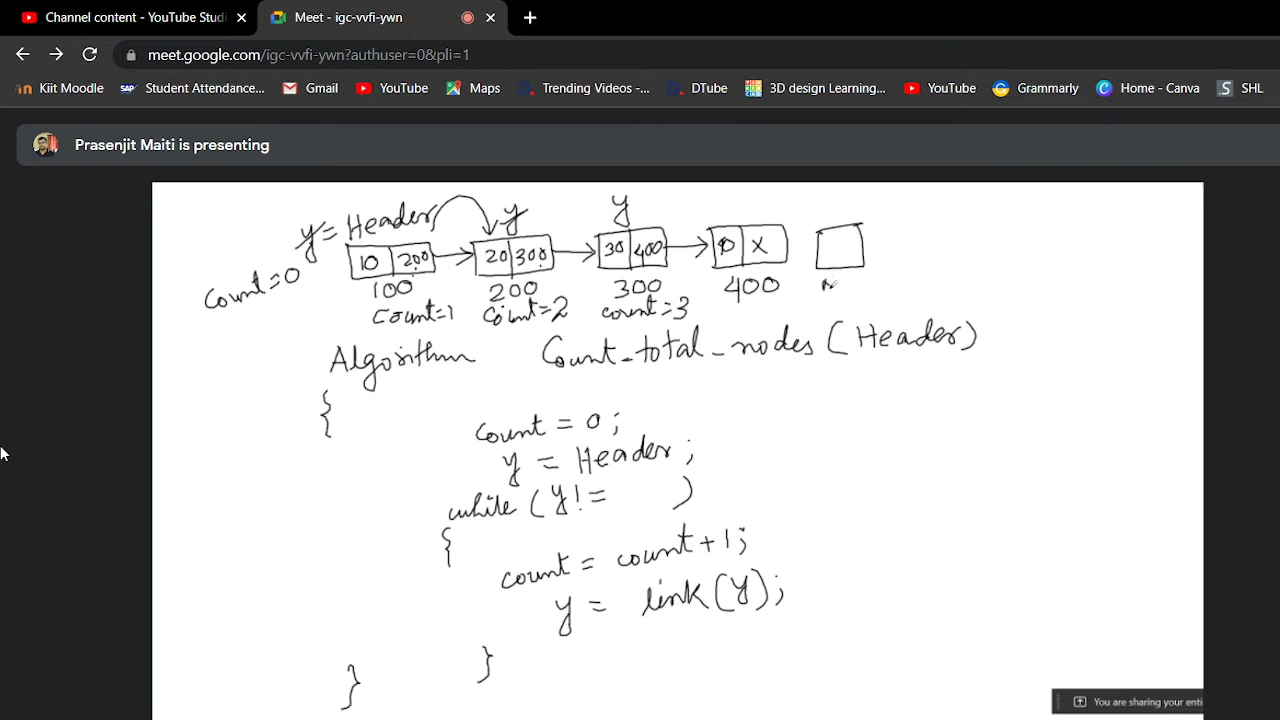 Channel content - YouTube Studi
Meet - igc-vvfi-ywn
meet.google.com/igc-vvfi-ywn?authuser=0&pli=1
Kiit Moodle
Student Attendance...
Gmail
YouTube
Maps
Trending Videos -...
DTube
3D design Learning...
YouTube
Grammarly
Home - Canva
SHL
Prasenjit Maiti is presenting
y = Header y y
10 200 20 300 30 400 X
Count=0 100 200 300 400
Count=1 Count=2 count=3
Algorithm Count_total_nodes (Header)
{
count = 0;
y = Header;
while (y!= )
{
count = count+1;
y = link(y);
}
}
You are sharing your enti